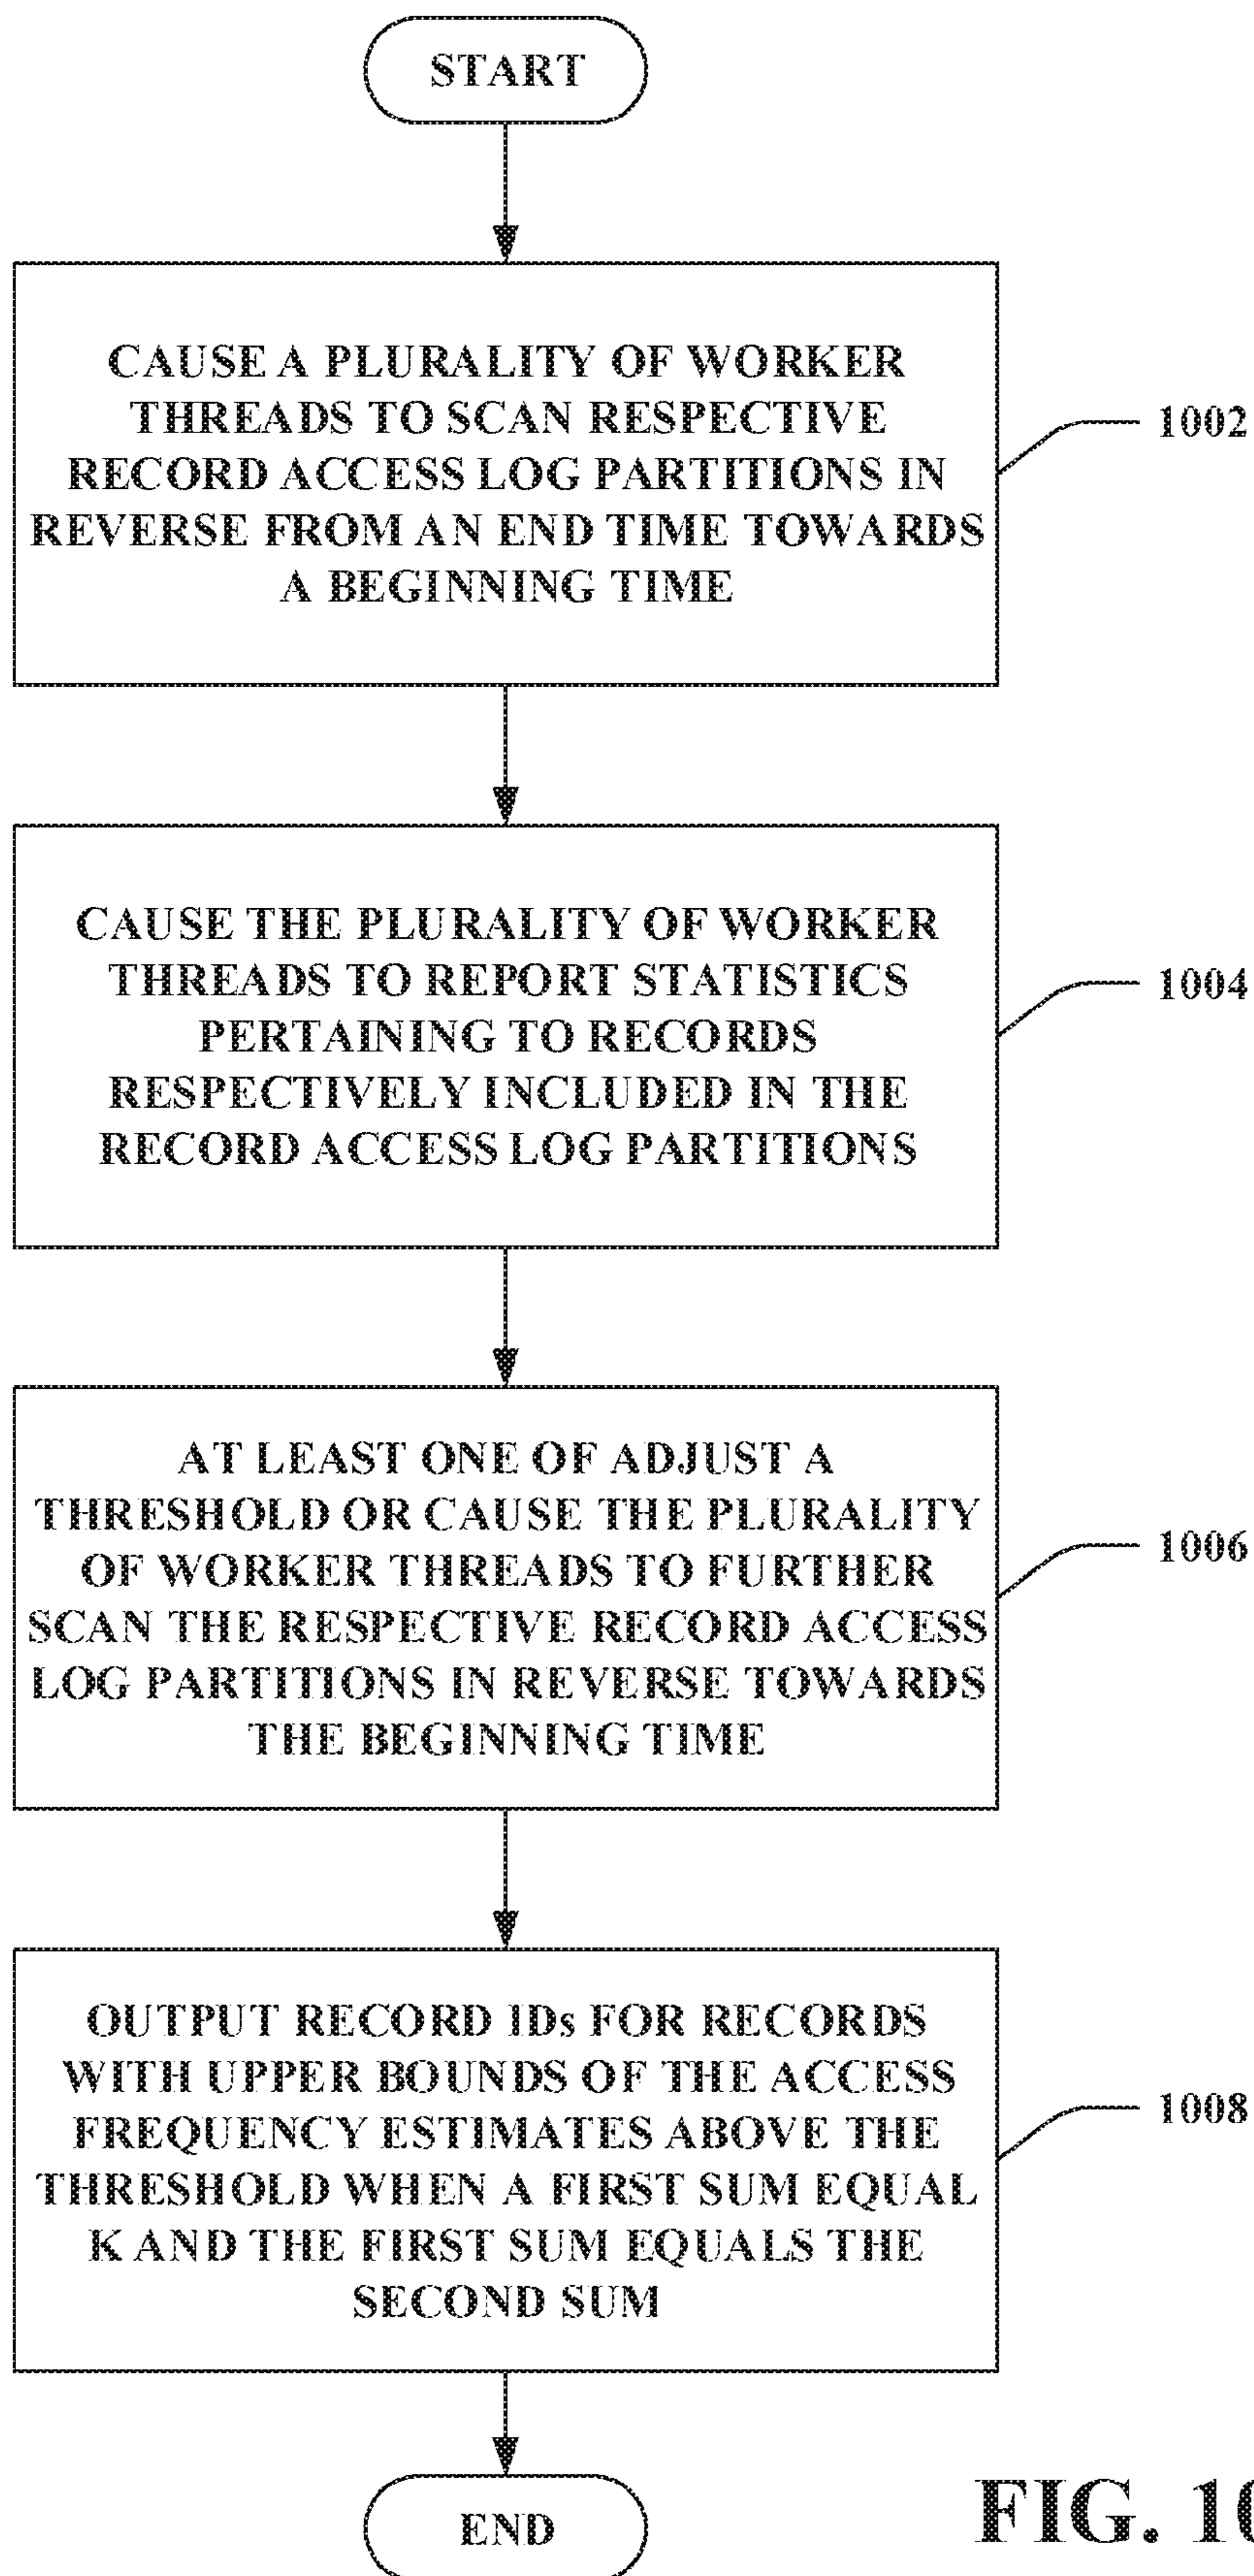 START
CAUSE A PLURALITY OF WORKER
THREADS TO SCAN RESPECTIVE
RECORD ACCESS LOG PARTITIONS IN
REVERSE FROM AN END TIME TOWARDS
A BEGINNING TIME
1002
CAUSE THE PLURALITY OF WORKER
THREADS TO REPORT STATISTICS
PERTAINING TO RECORDS
RESPECTIVELY INCLUDED IN THE
RECORD ACCESS LOG PARTITIONS
1004
AT LEAST ONE OF ADJUST A
THRESHOLD OR CAUSE THE PLURALITY
OF WORKER THREADS TO FURTHER
SCAN THE RESPECTIVE RECORD ACCESS
LOG PARTITIONS IN REVERSE TOWARDS
THE BEGINNING TIME
1006
OUTPUT RECORD IDs FOR RECORDS
WITH UPPER BOUNDS OF THE ACCESS
FREQUENCY ESTIMATES ABOVE THE
THRESHOLD WHEN A FIRST SUM EQUAL
K AND THE FIRST SUM EQUALS THE
SECOND SUM
1008
END
FIG. 10